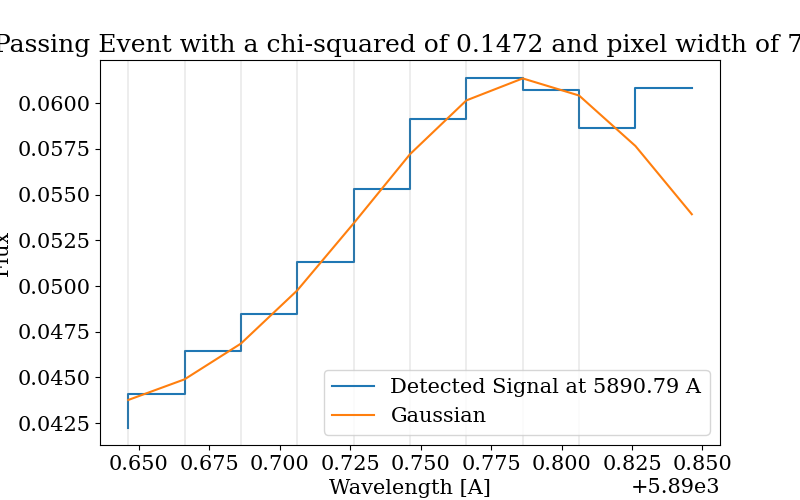 Passing Event with a chi-squared of 0.1472 and pixel width of 7
0.0600
0.0575
0.0550
0.0525
0.0500
0.0475
0.0450
0.0425
Flux
Detected Signal at 5890.79 A
Gaussian
0.650 0.675 0.700 0.725 0.750 0.775 0.800 0.825 0.850
Wavelength [A]
+5.89e3